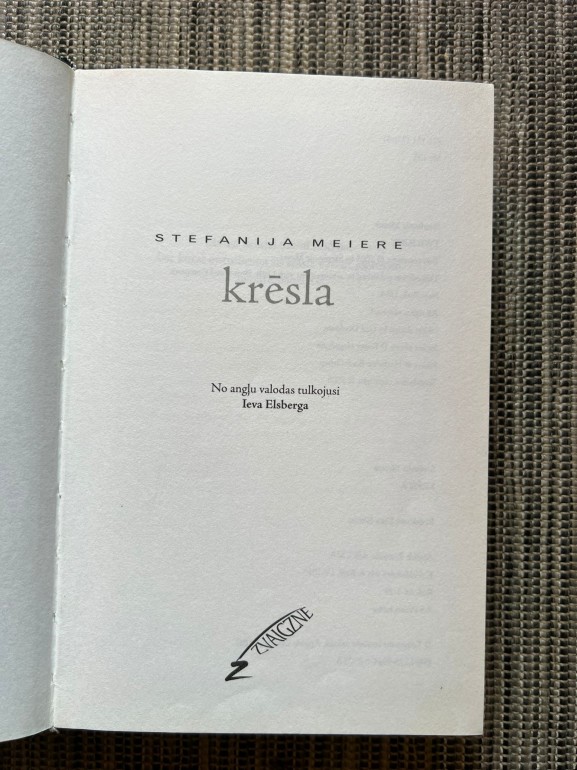 STEFANIJA MEIERE
krēsla
No angļu valodas tulkojusi
Ieva Elsberga
ZVAIGZNE